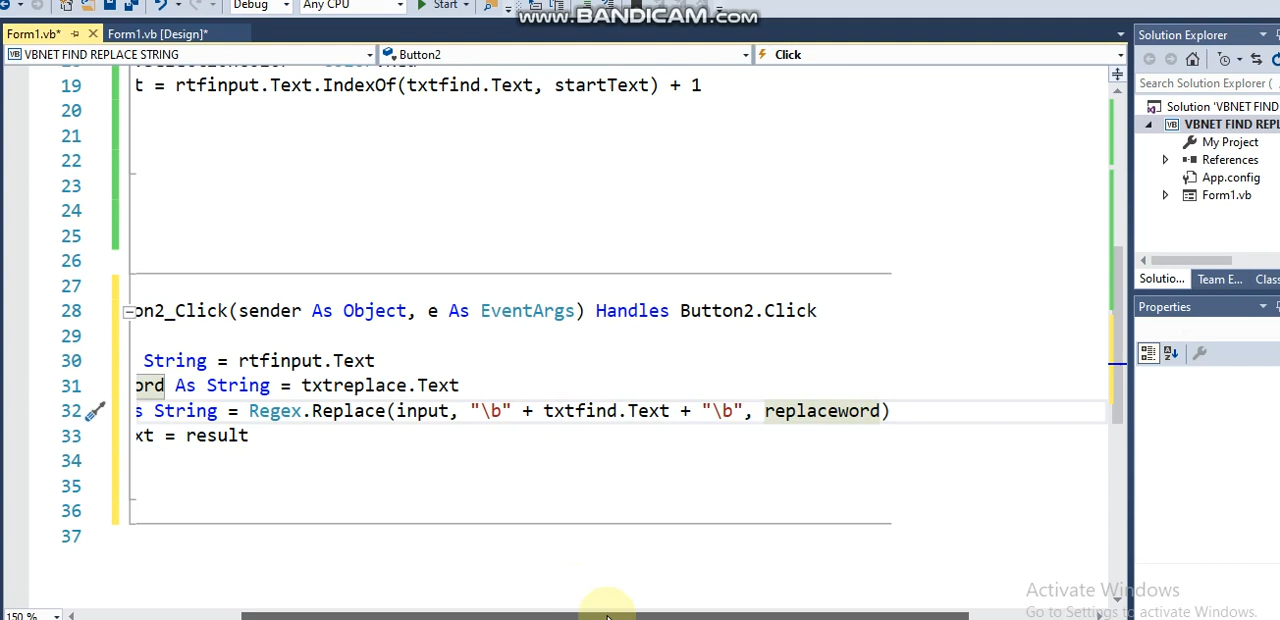 Debug Any CPU Start
www.BANDICAM.com
Form1.vb* Form1.vb [Design]*
VB VBNET FIND REPLACE STRING Button2 Click
19 t = rtfinput.Text.IndexOf(txtfind.Text, startText) + 1
20
21
22
23
24
25
26
27
28 on2_Click(sender As Object, e As EventArgs) Handles Button2.Click
29
30 String = rtfinput.Text
31 ord As String = txtreplace.Text
32 s String = Regex.Replace(input, "\b" + txtfind.Text + "\b", replaceword)
33 xt = result
34
35
36
37
150 %
Solution Explorer
Search Solution Explorer (
Solution 'VBNET FIND
VB VBNET FIND REPL
My Project
References
App.config
Form1.vb
Solutio... Team E... Class
Properties
Activate Windows
Go to Settings to activate Windows.